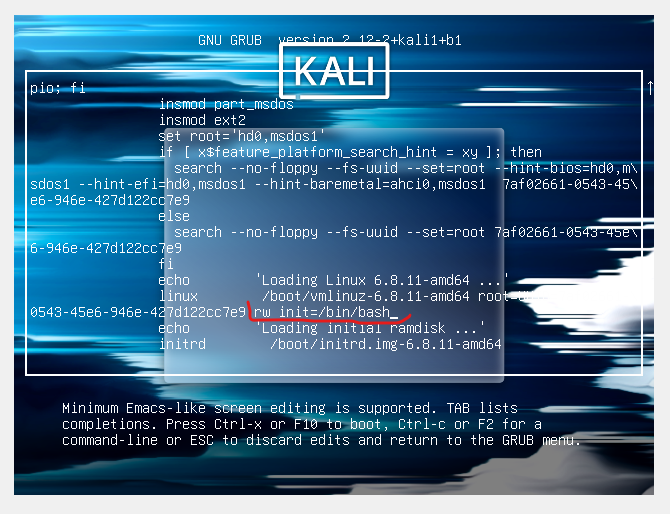 GNU GRUB version 2.12-2+kali1+b1
KALI
pio; fi
insmod part_msdos
insmod ext2
set root='hd0,msdos1'
if [ x$feature_platform_search_hint = xy ]; then
search --no-floppy --fs-uuid --set=root --hint-bios=hd0,m\
sdos1 --hint-efi=hd0,msdos1 --hint-baremetal=ahci0,msdos1 7af02661-0543-45\
e6-946e-427d122cc7e9
else
search --no-floppy --fs-uuid --set=root 7af02661-0543-45e\
6-946e-427d122cc7e9
fi
echo 'Loading Linux 6.8.11-amd64 ...'
linux /boot/vmlinuz-6.8.11-amd64
0543-45e6-946e-427d122cc7e9 rw init=/bin/bash_
echo 'Loading initial ramdisk ...'
initrd /boot/initrd.img-6.8.11-amd64
Minimum Emacs-like screen editing is supported. TAB lists
completions. Press Ctrl-x or F10 to boot, Ctrl-c or F2 for a
command-line or ESC to discard edits and return to the GRUB menu.